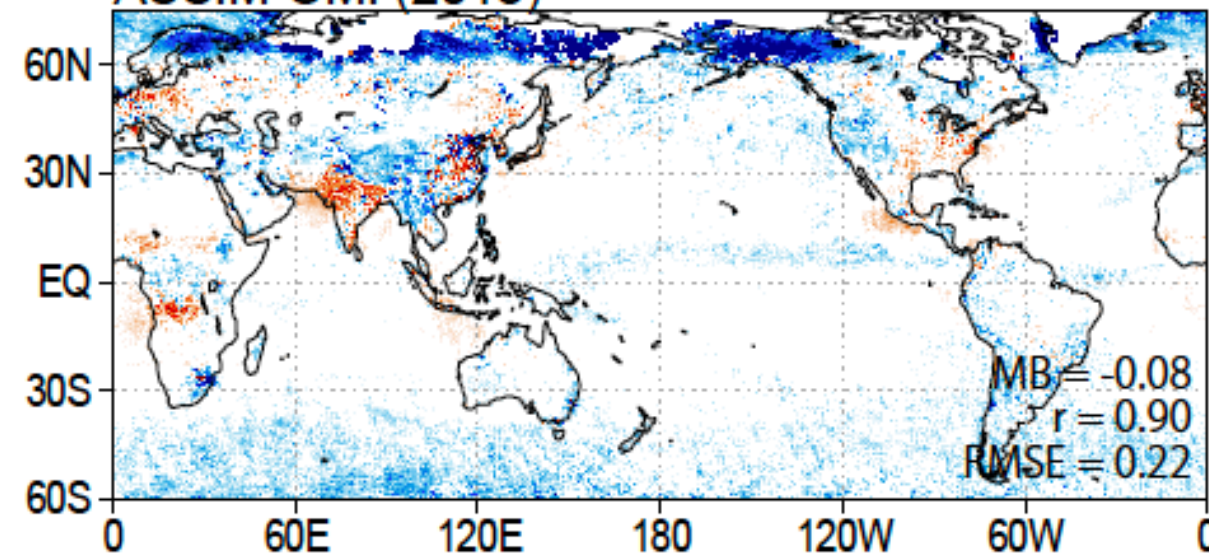 60N
30N
EQ
30S
60S
MB = -0.08
r = 0.90
RMSE = 0.22
0 60E 120E 180 120W 60W